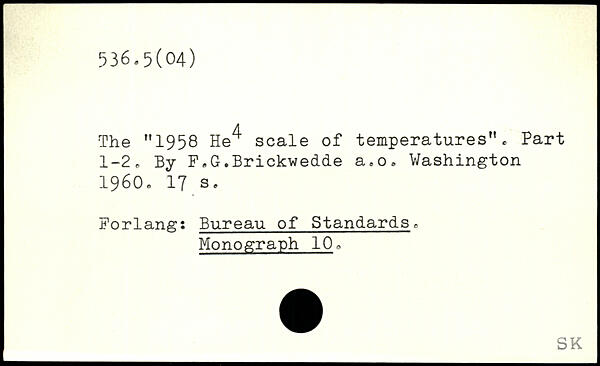 536.5(04)
The "1958 He⁴ scale of temperatures". Part
1-2. By F.G.Brickwedde a.o. Washington
1960. 17 s.
Forlang: Bureau of Standards.
Monograph 10.
SK